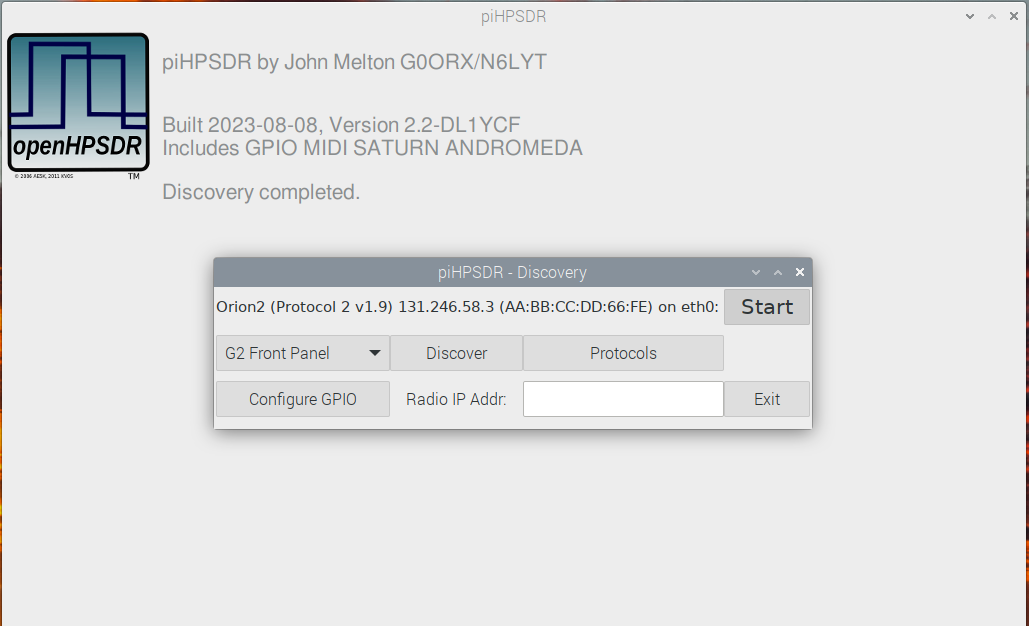 piHPSDR
piHPSDR by John Melton G0ORX/N6LYT
Built 2023-08-08, Version 2.2-DL1YCF
Includes GPIO MIDI SATURN ANDROMEDA
openHPSDR
© 2006 AE5K, 2011 KV0S TM
Discovery completed.
piHPSDR - Discovery
Orion2 (Protocol 2 v1.9) 131.246.58.3 (AA:BB:CC:DD:66:FE) on eth0: Start
G2 Front Panel Discover Protocols
Configure GPIO Radio IP Addr: Exit